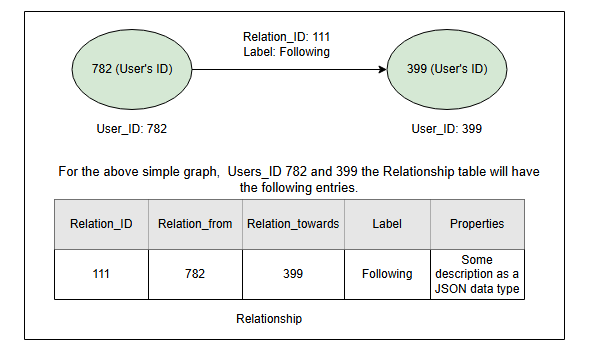 Relation_ID: 111
Label: Following
782 (User's ID)
399 (User's ID)
User_ID: 782
User_ID: 399
For the above simple graph,  Users_ID 782 and 399 the Relationship table will have
the following entries.
Relation_ID
Relation_from
Relation_towards
Label
Properties
111
782
399
Following
Some
description as a
JSON data type
Relationship